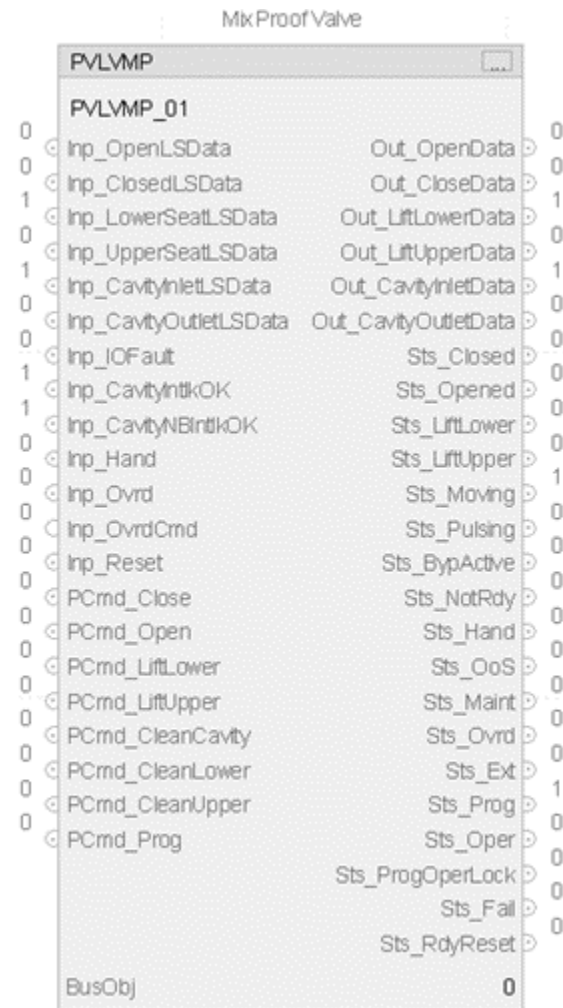 Mix Proof Valve
PVLVMP ...
PVLVMP_01
0 0
Inp_OpenLSData Out_OpenData
0 0
Inp_ClosedLSData Out_CloseData
1 1
Inp_LowerSeatLSData Out_LiftLowerData
0 0
Inp_UpperSeatLSData Out_LiftUpperData
1 1
Inp_CavityInletLSData Out_CavityInletData
0 0
Inp_CavityOutletLSData Out_CavityOutletData
0 0
Inp_IOFault Sts_Closed
1 0
Inp_CavityIntlkOK Sts_Opened
1 0
Inp_CavityNBIntlkOK Sts_LiftLower
0 0
Inp_Hand Sts_LiftUpper
0 1
Inp_Ovrd Sts_Moving
0 0
Inp_OvrdCmd Sts_Pulsing
0 0
Inp_Reset Sts_BypActive
0 0
PCmd_Close Sts_NotRdy
0 0
PCmd_Open Sts_Hand
0 0
PCmd_LiftLower Sts_OoS
0 0
PCmd_LiftUpper Sts_Maint
0 0
PCmd_CleanCavity Sts_Ovrd
0 0
PCmd_CleanLower Sts_Ext
0 1
PCmd_CleanUpper Sts_Prog
0 0
PCmd_Prog Sts_Oper
0
Sts_ProgOperLock
0
Sts_Fail
0
Sts_RdyReset
BusObj 0